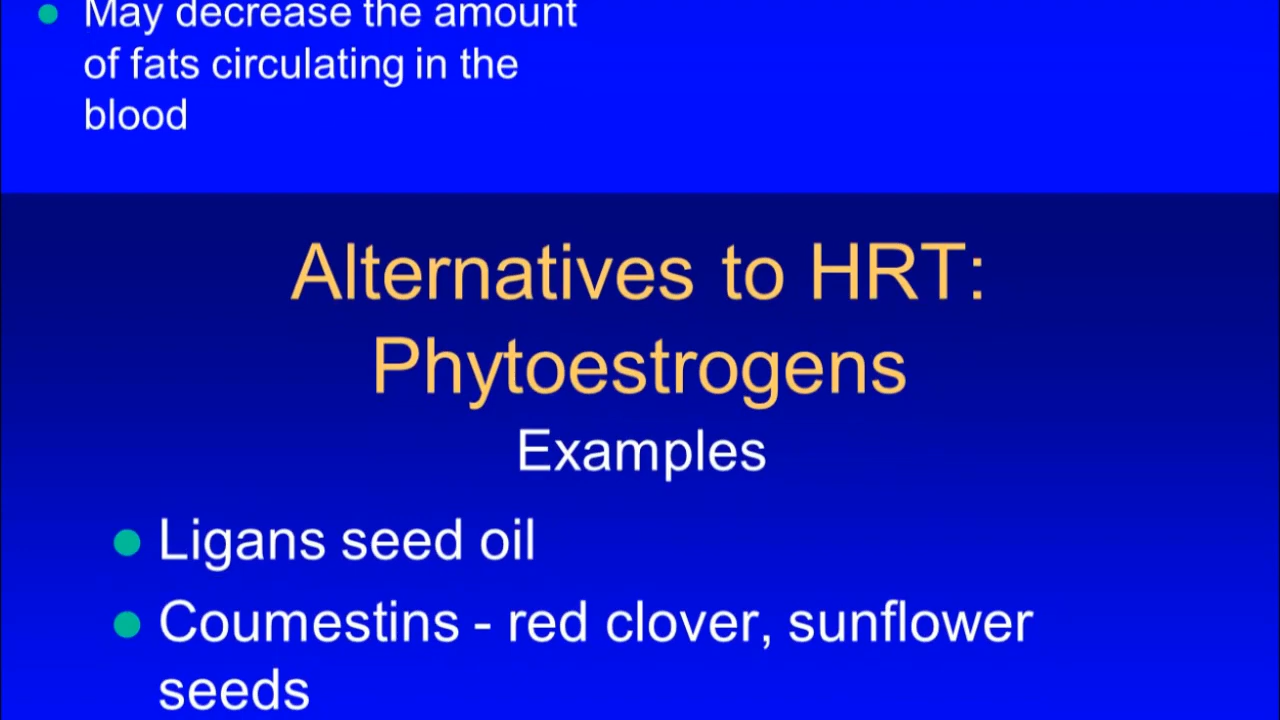 May decrease the amount
of fats circulating in the
blood
Alternatives to HRT:
Phytoestrogens
Examples
Ligans seed oil
Coumestins - red clover, sunflower
seeds